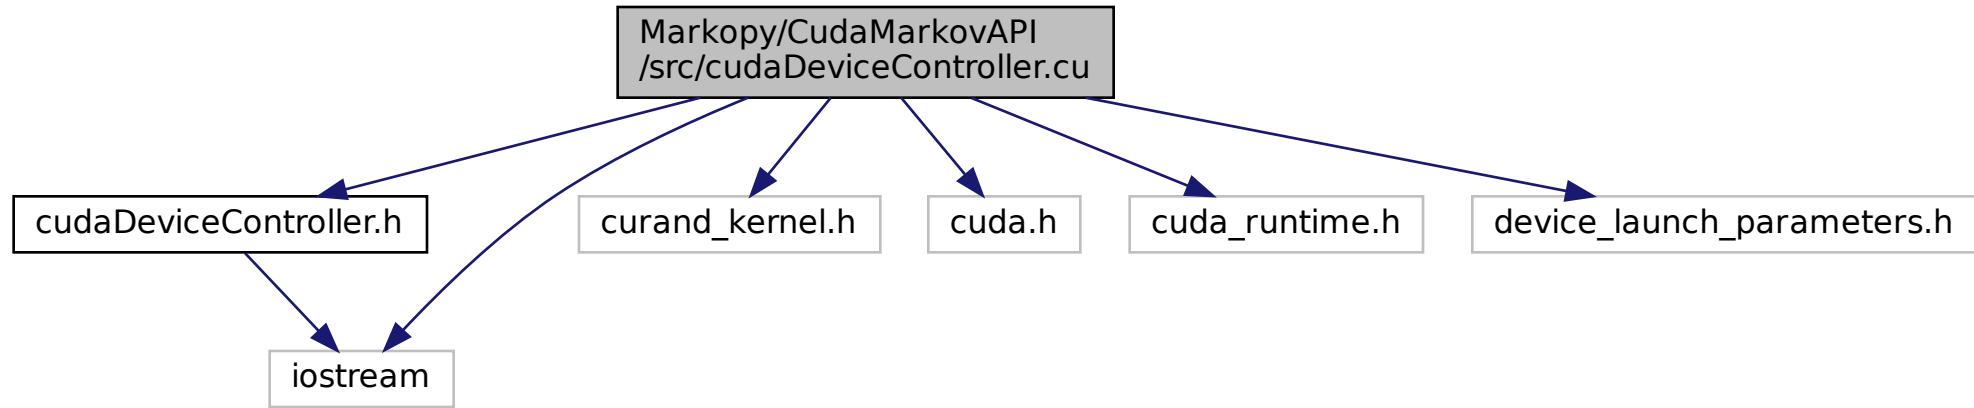 Markopy/CudaMarkovAPI
/src/cudaDeviceController.cu
cudaDeviceController.h
curand_kernel.h
cuda.h
cuda_runtime.h
device_launch_parameters.h
iostream